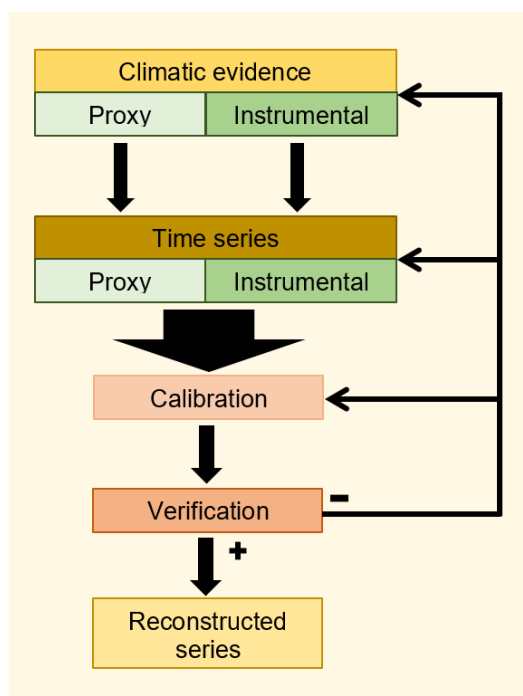 Climatic evidence
Proxy
Instrumental
Time series
Proxy
Instrumental
Calibration
Verification
-
+
Reconstructed
series